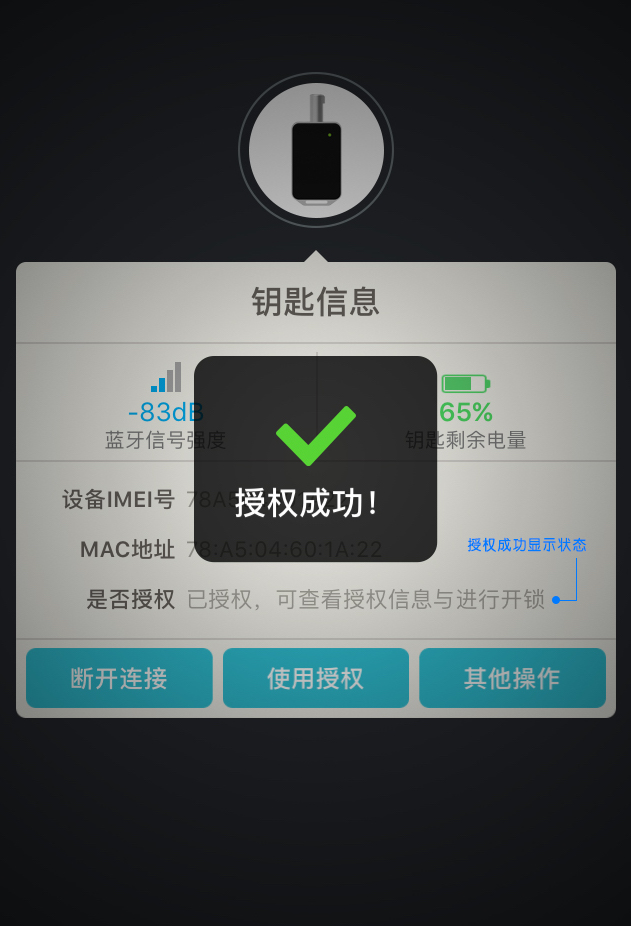 钥匙信息
-83dB
65%
蓝牙信号强度
钥匙剩余电量
设备IMEI号 78:A5
授权成功！
MAC地址 78:A5:04:60:1A:22
授权成功显示状态
是否授权 已授权，可查看授权信息与进行开锁
断开连接
使用授权
其他操作